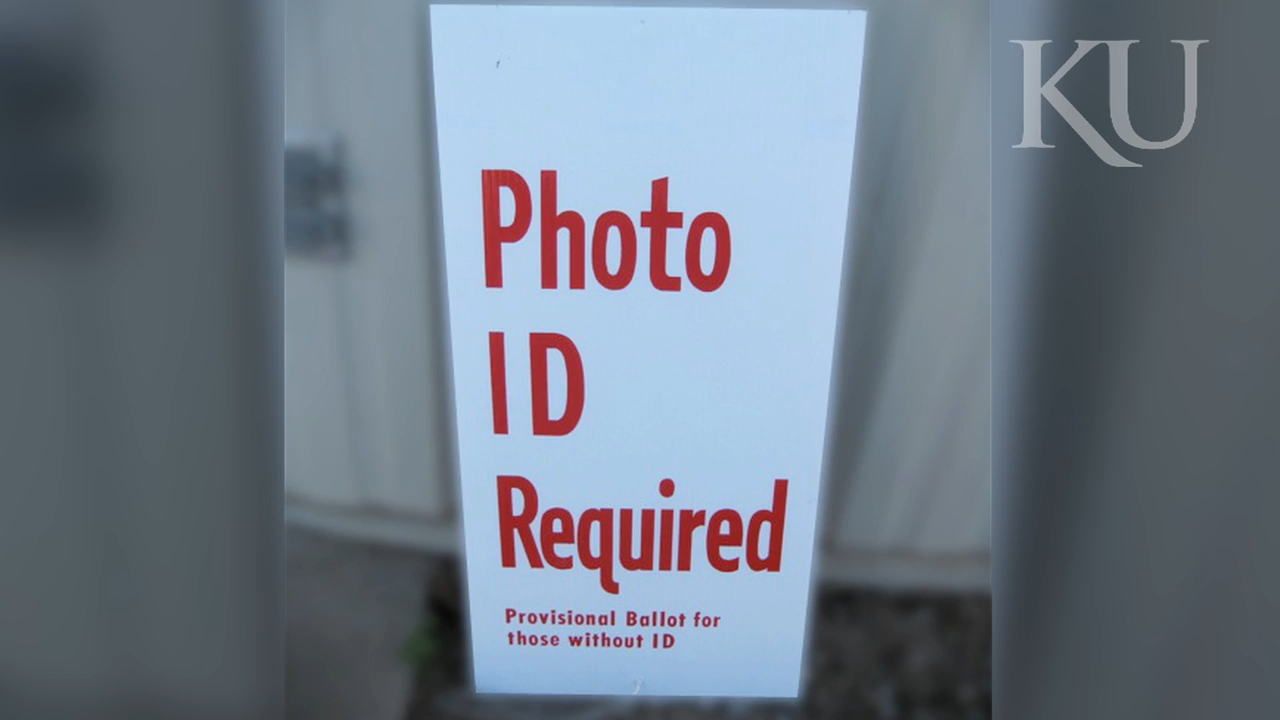 KU
Photo
ID
Required
Provisional Ballot for
those without ID